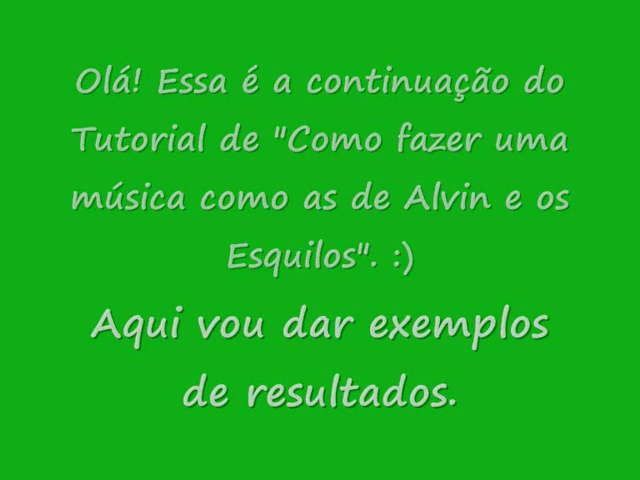 Olá! Essa é a continuação do
Tutorial de "Como fazer uma
música como as de Alvin e os
Esquilos". :)
Aqui vou dar exemplos
de resultados.